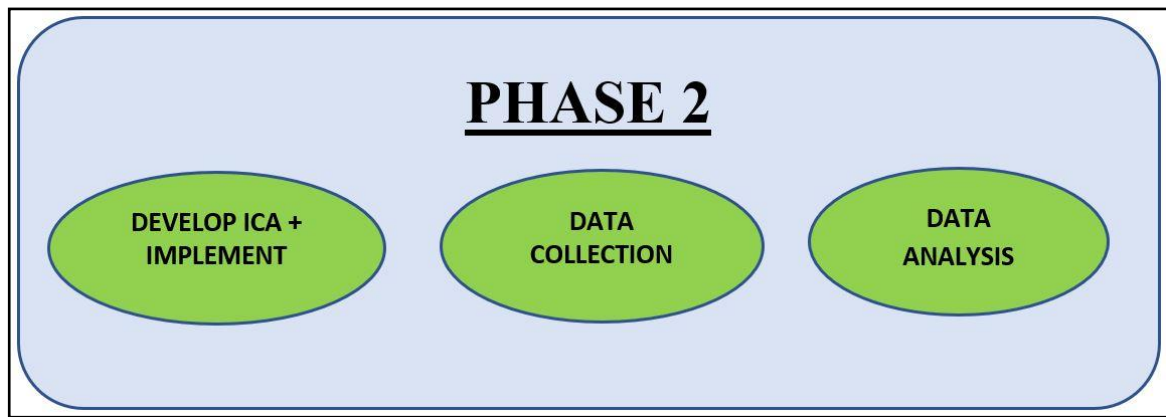 PHASE 2
DEVELOP ICA +
IMPLEMENT
DATA
COLLECTION
DATA
ANALYSIS